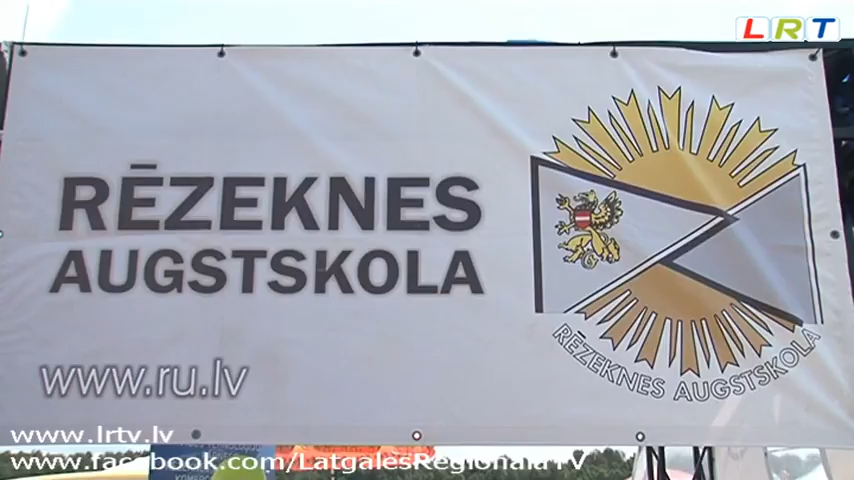 LRT
RĒZEKNES
AUGSTSKOLA
RĒZEKNES AUGSTSKOLA
www.ru.lv
www.lrtv.lv
www.facebook.com/LatgalesRegionalaTV